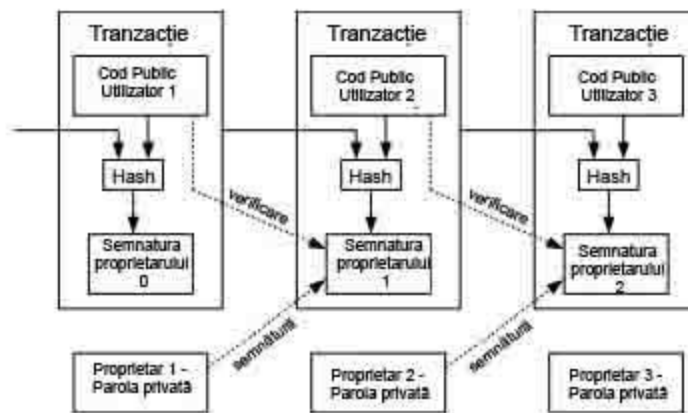 Tranzacție
Cod Public
Utilizator 1
Hash
Semnatura
proprietarului
0
Tranzacție
Cod Public
Utilizator 2
Hash
Semnatura
proprietarului
1
Tranzacție
Cod Public
Utilizator 3
Hash
Semnatura
proprietarului
2
verificare
verificare
semnătură
semnătură
Proprietar 1 -
Parola privată
Proprietar 2 -
Parola privată
Proprietar 3 -
Parola privată